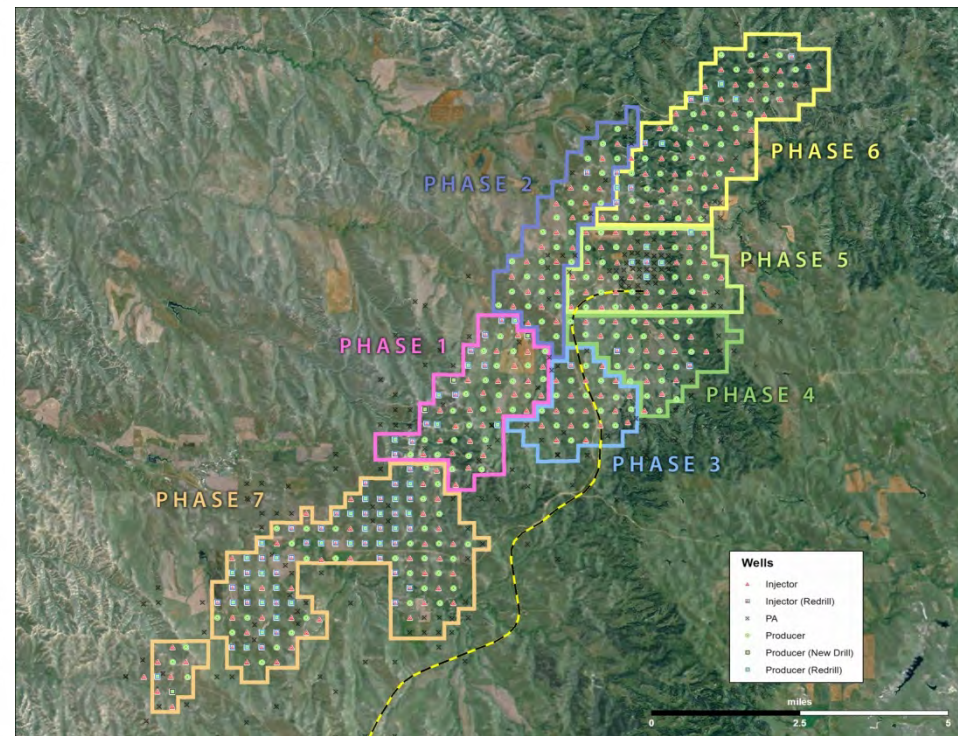 PHASE 6
PHASE 2
PHASE 5
PHASE 1
PHASE 4
PHASE 3
PHASE 7
Wells
Injector
Injector (Redrill)
PA
Producer
Producer (New Drill)
Producer (Redrill)
miles
0 2.5 5